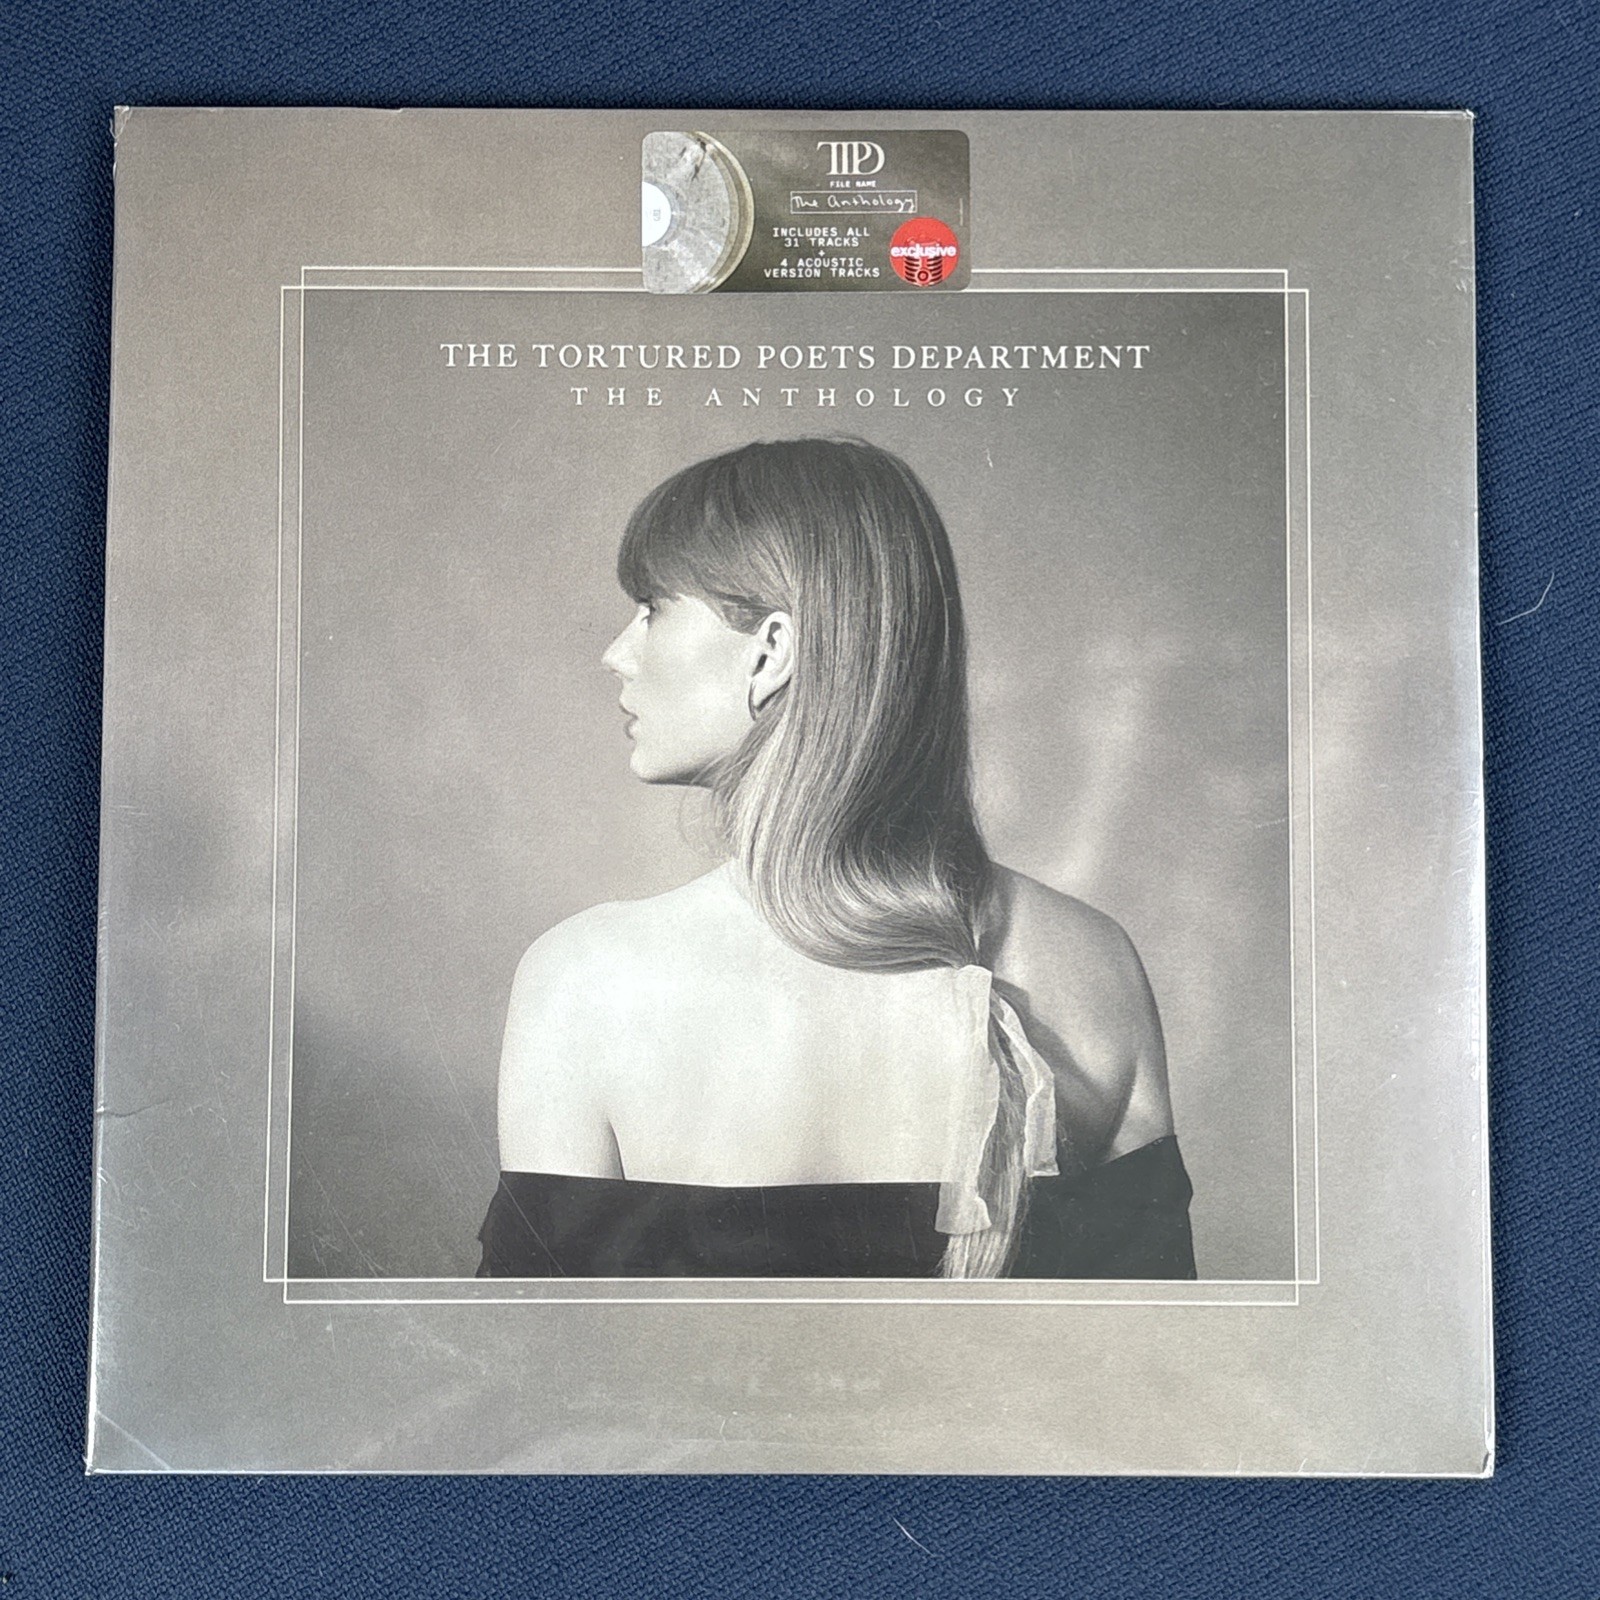 TTPD
FILE NAME
The Anthology
INCLUDES ALL
31 TRACKS
+
4 ACOUSTIC
VERSION TRACKS
exclusive
THE TORTURED POETS DEPARTMENT
THE ANTHOLOGY